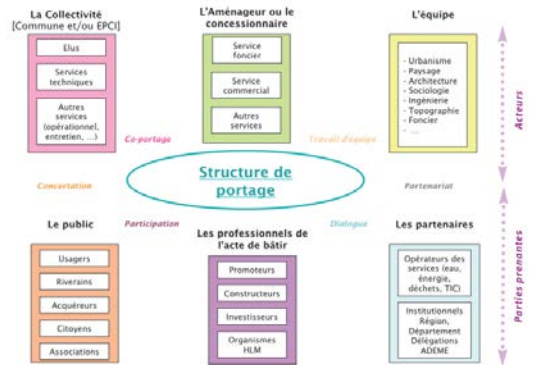 La Collectivité
[Commune et/ou EPCI]
Elus
Services
techniques
Autres
services
(opérationnel,
entretien, ...)
L'Aménageur ou le
concessionnaire
Service
foncier
Service
commercial
Autres
services
L'équipe
- Urbanisme
- Paysage
- Architecture
- Sociologie
- Ingénierie
- Topographie
- Foncier
- ...
Acteurs
Co-portage
Travail d'équipe
Concertation
Structure de
portage
Partenariat
Participation
Dialogue
Le public
Usagers
Riverains
Acquéreurs
Citoyens
Associations
Les professionnels de
l'acte de bâtir
Promoteurs
Constructeurs
Investisseurs
Organismes
HLM
Les partenaires
Opérateurs des
services (eau,
énergie,
déchets, TIC)
Institutionnels
Région,
Département
Délégations
ADEME
Parties prenantes